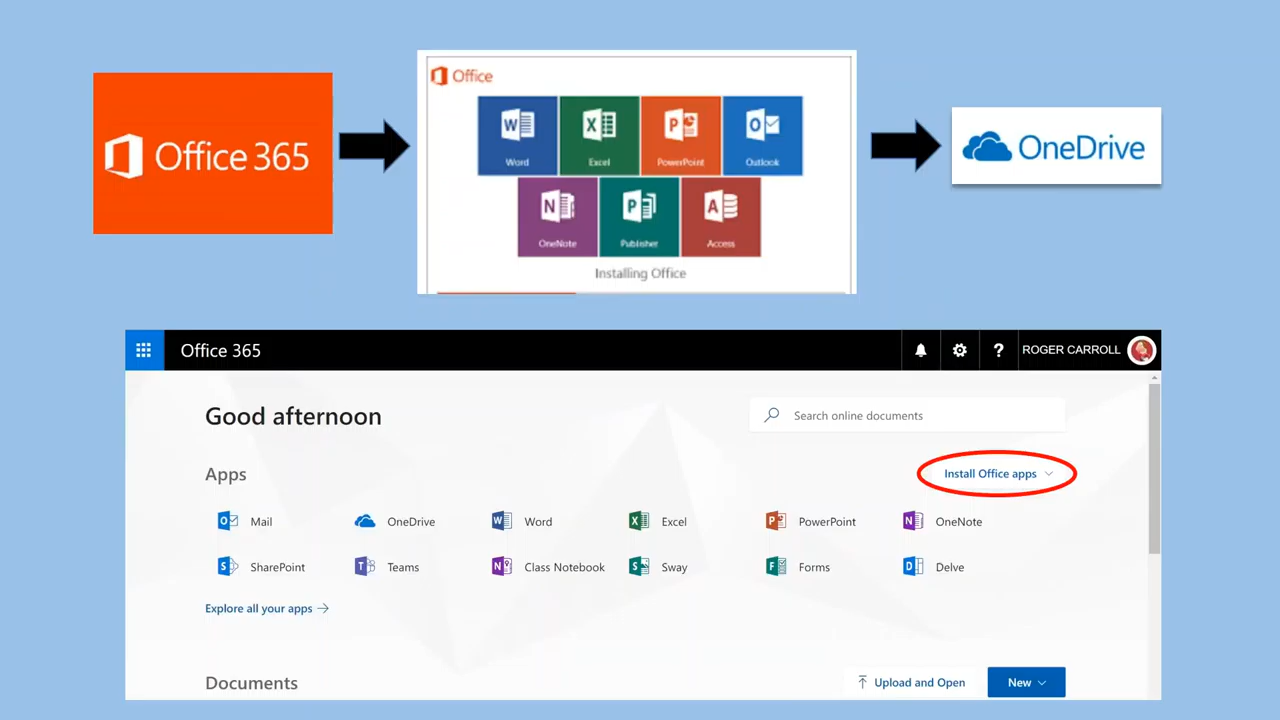 Office 365
Office
Word Excel PowerPoint Outlook
OneNote Publisher Access
Installing Office
OneDrive
Office 365 ? ROGER CARROLL
Good afternoon
Search online documents
Apps
Install Office apps
Mail OneDrive Word Excel PowerPoint OneNote
SharePoint Teams Class Notebook Sway Forms Delve
Explore all your apps →
Documents
Upload and Open New